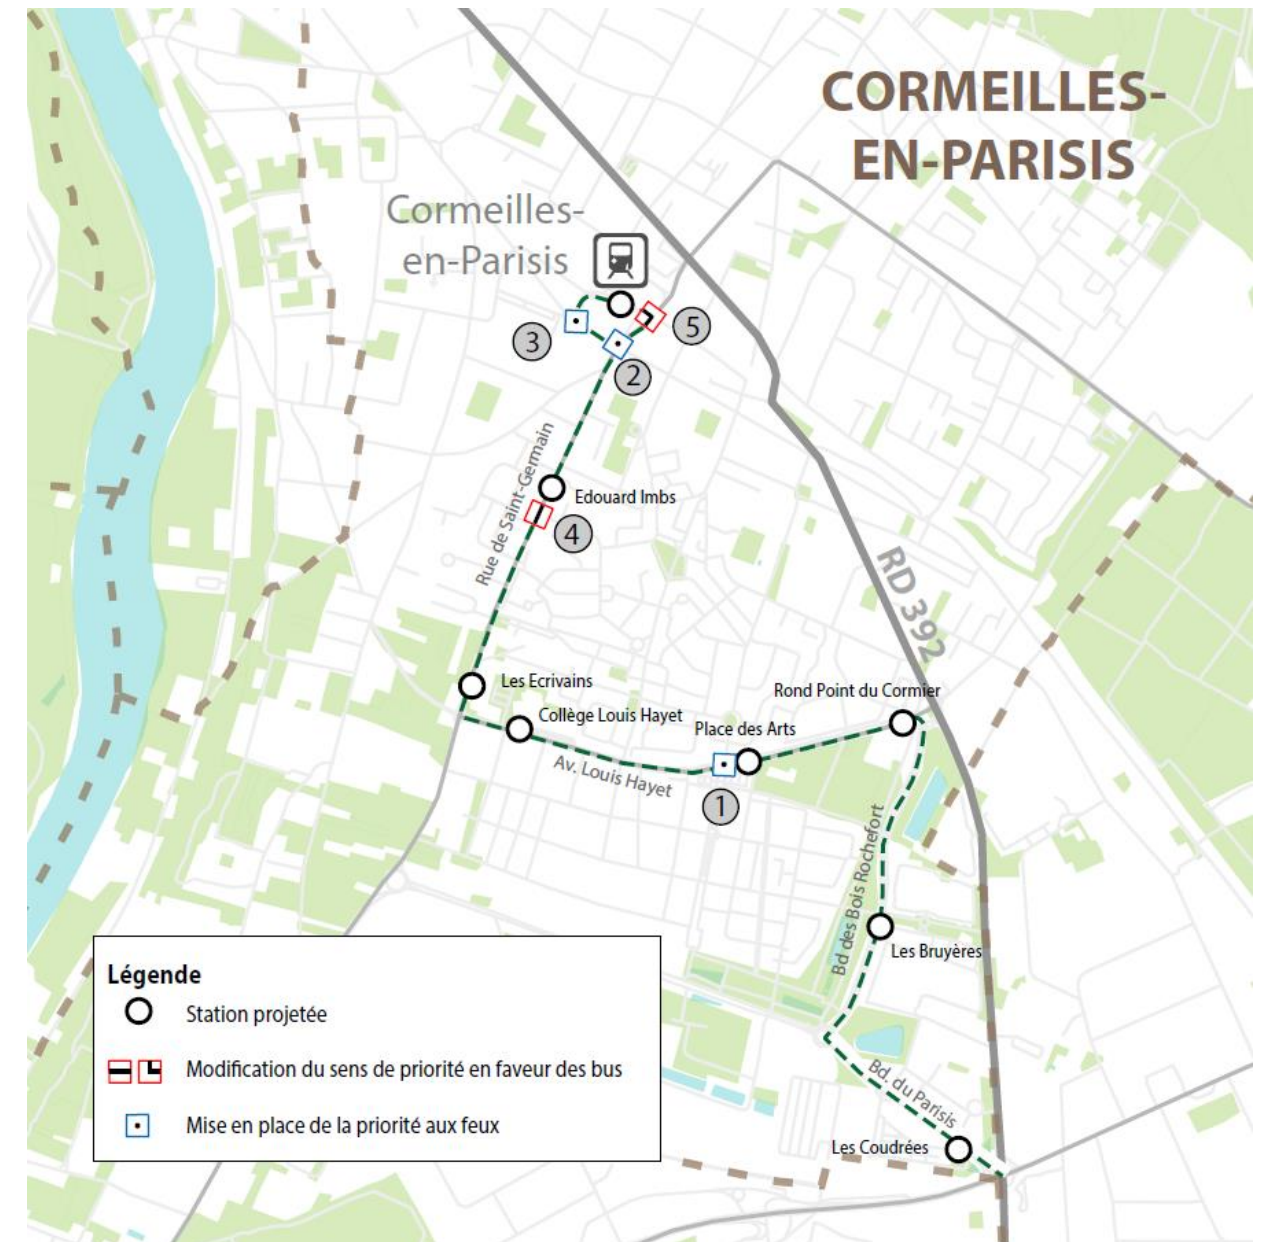 CORMEILLES-
EN-PARISIS
Cormeilles-
en-Parisis
3
5
2
Rue de Saint-Germain
Edouard Imbs
4
RD 392
Les Ecrivains
Rond Point du Cormier
Collège Louis Hayet
Place des Arts
Av. Louis Hayet
1
Bd des Bois Rochefort
Les Bruyères
Bd. du Parisis
Les Coudrées
Légende
Station projetée
Modification du sens de priorité en faveur des bus
Mise en place de la priorité aux feux